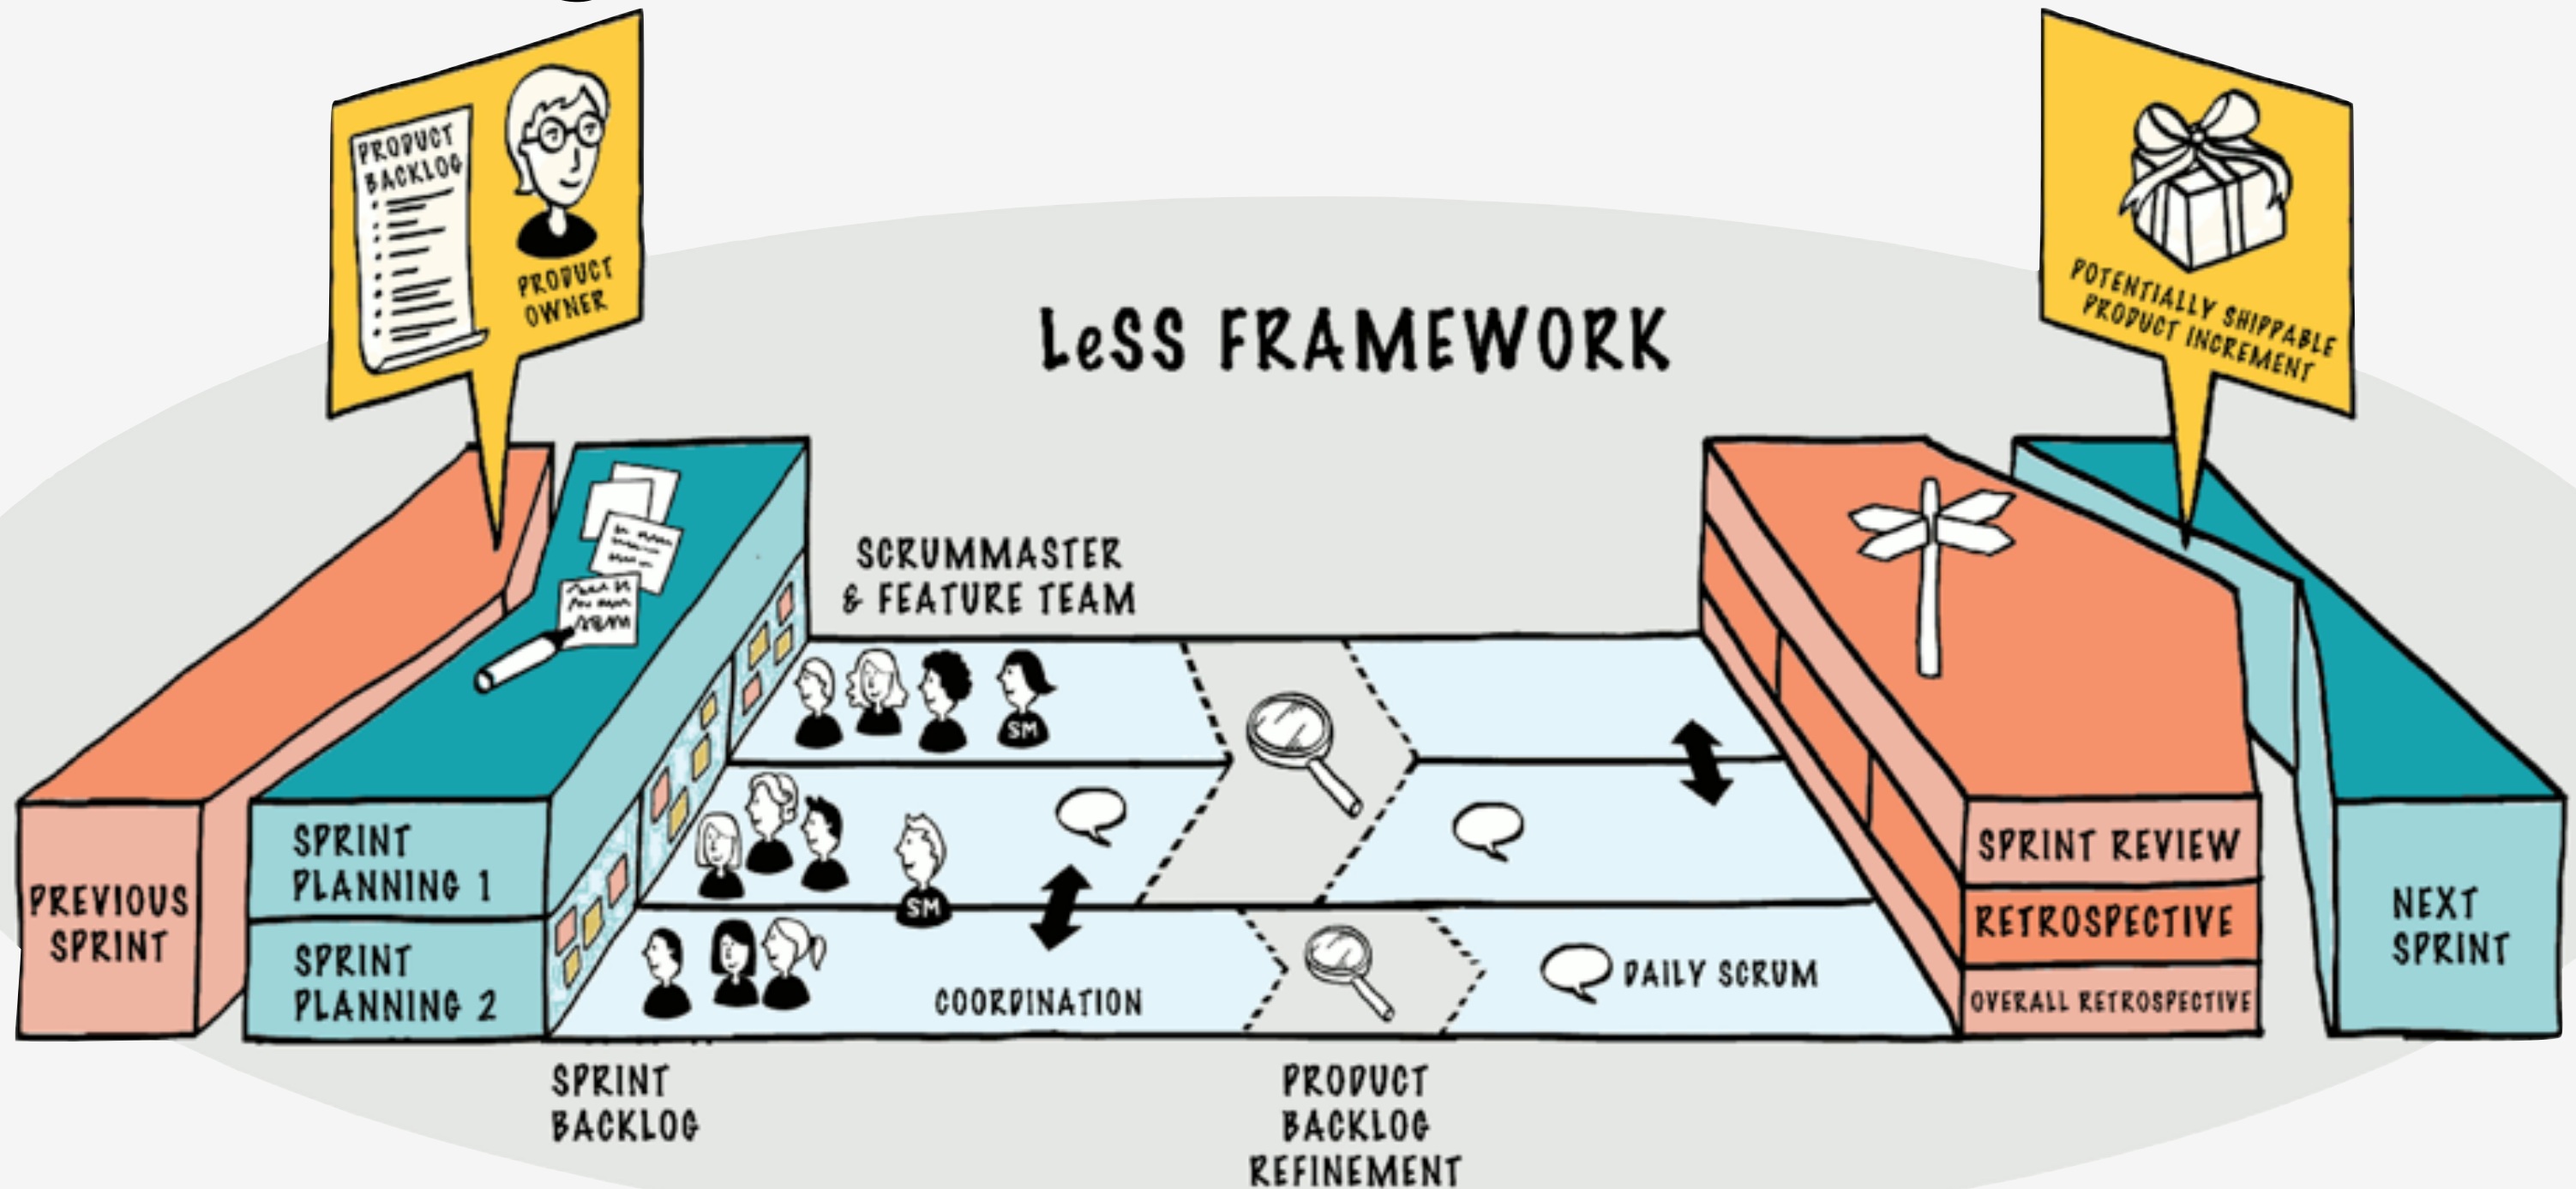 PRODUCT
BACKLOG
PRODUCT
OWNER
POTENTIALLY SHIPPABLE
PRODUCT INCREMENT
LeSS FRAMEWORK
SCRUMMASTER
& FEATURE TEAM
SM
SM
PREVIOUS
SPRINT
SPRINT
PLANNING 1
SPRINT
PLANNING 2
COORDINATION
DAILY SCRUM
SPRINT REVIEW
RETROSPECTIVE
OVERALL RETROSPECTIVE
NEXT
SPRINT
SPRINT
BACKLOG
PRODUCT
BACKLOG
REFINEMENT